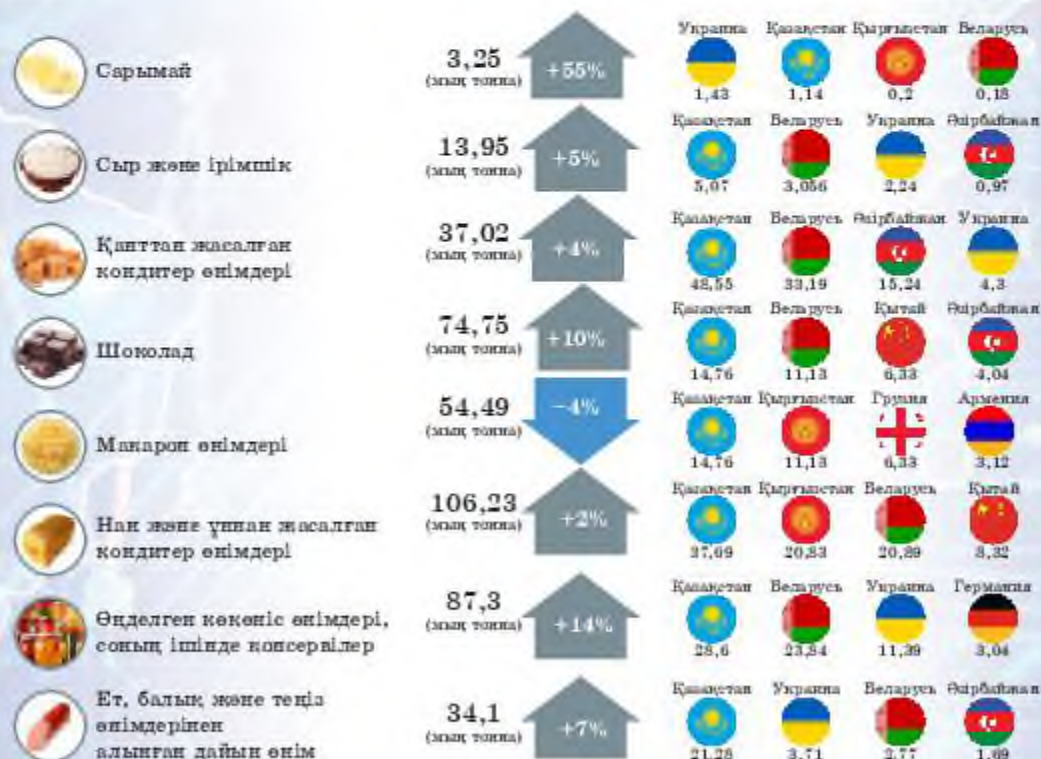 Сарымай
3,25
(мың тонна)
+55%
Украина Қазақстан Қырғызстан Беларусь
1,43 1,14 0,2 0,18
Сыр және ірімшік
13,95
(мың тонна)
+5%
Қазақстан Беларусь Украина Әзірбайжан
5,07 3,056 2,24 0,97
Қанттан жасалған
кондитер өнімдері
37,02
(мың тонна)
+4%
Қазақстан Беларусь Әзірбайжан Украина
48,55 33,19 15,24 4,3
Шоколад
74,75
(мың тонна)
+10%
Қазақстан Беларусь Қытай Әзірбайжан
14,76 11,13 6,33 4,04
Макарон өнімдері
54,49
(мың тонна)
−4%
Қазақстан Қырғызстан Грузия Армения
14,76 11,13 6,33 3,12
Нан және ұннан жасалған
кондитер өнімдері
106,23
(мың тонна)
+2%
Қазақстан Қырғызстан Беларусь Қытай
37,69 20,83 20,89 8,32
Өңделген көкөніс өнімдері,
соның ішінде консервілер
87,3
(мың тонна)
+14%
Қазақстан Беларусь Украина Германия
28,6 23,84 11,39 3,04
Ет, балық және теңіз
өнімдерінен
алынған дайын өнім
34,1
(мың тонна)
+7%
Қазақстан Украина Беларусь Әзірбайжан
21,28 3,71 2,77 1,69